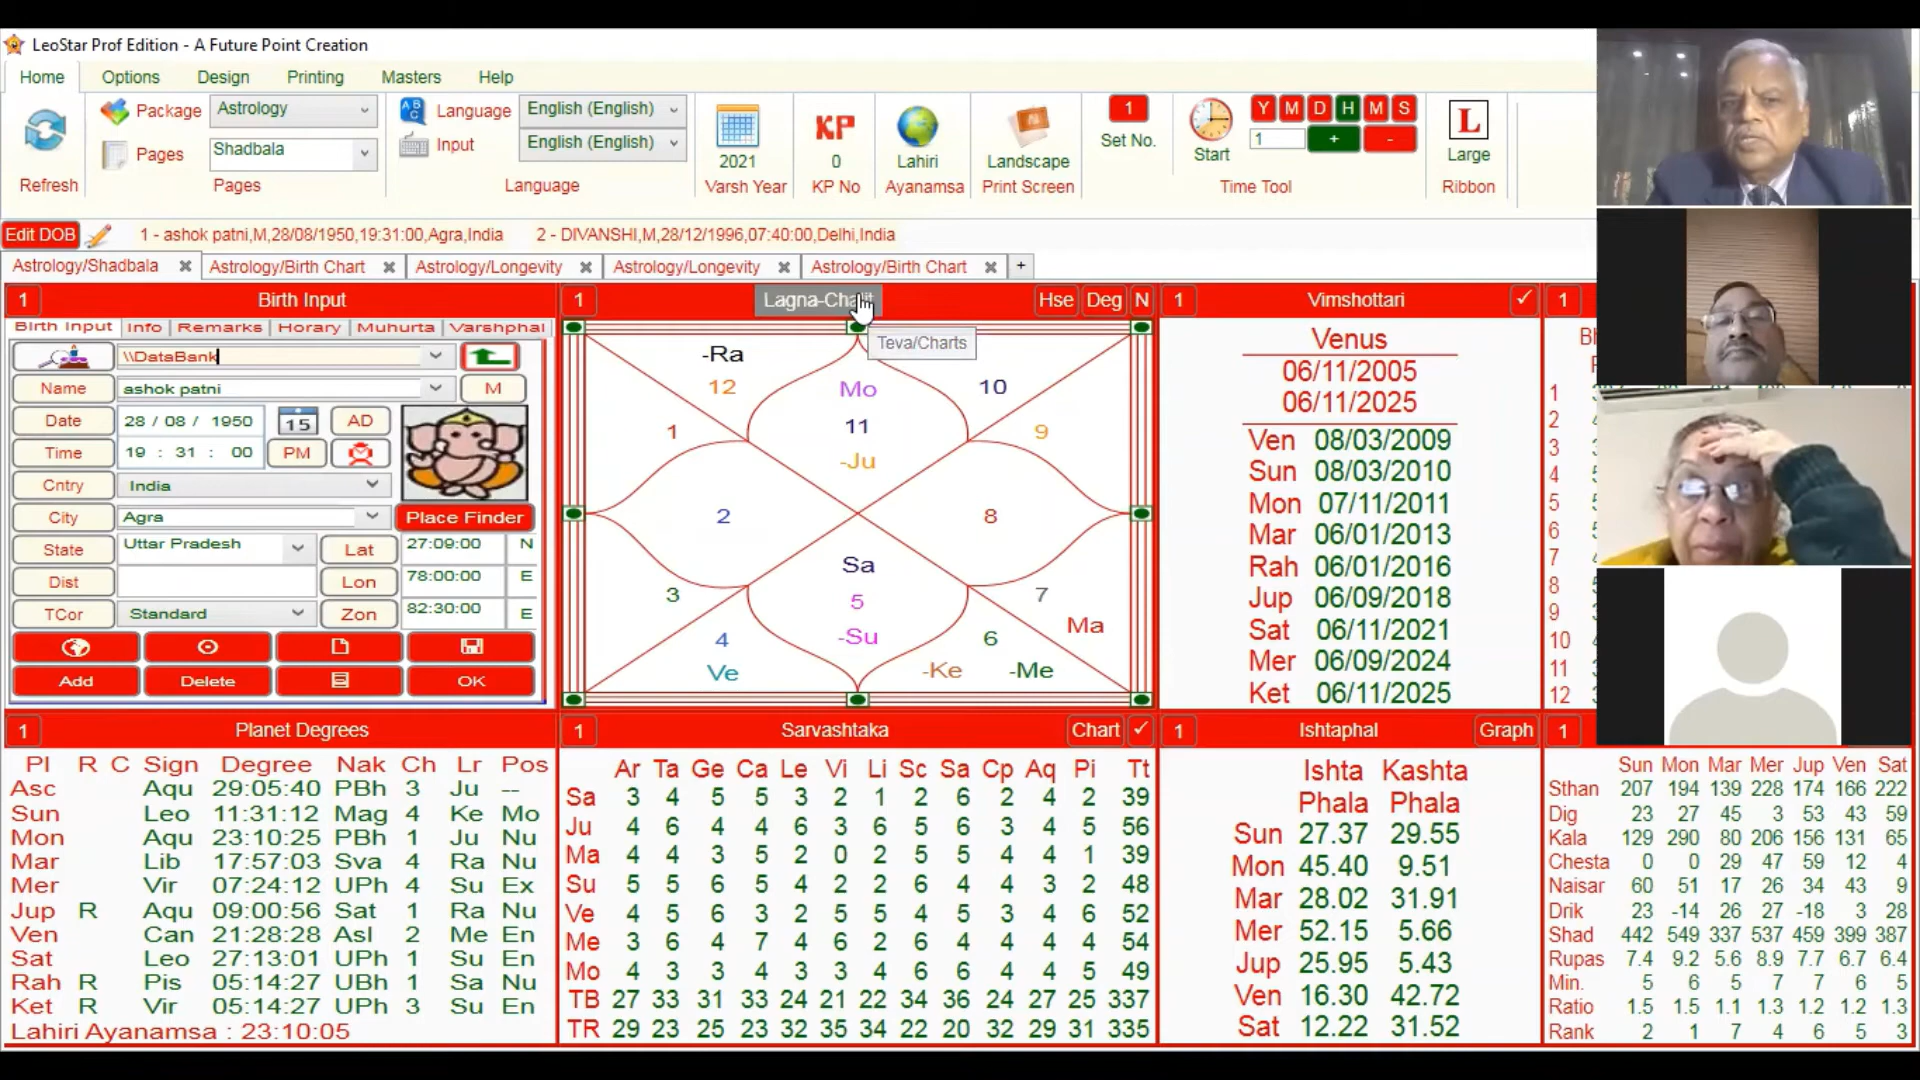 LeoStar Prof Edition - A Future Point Creation
Home Options Design Printing Masters Help
Package Astrology
Pages Shadbala
Refresh
Pages
Language English (English)
Input English (English)
Language
2021
Varsh Year
KP
0
KP No
Lahiri
Ayanamsa
Landscape
Print Screen
1
Set No.
Start
Y M D H M S
1 + -
Time Tool
L
Large
Ribbon
Edit DOB 1 - ashok patni,M,28/08/1950,19:31:00,Agra,India 2 - DIVANSHI,M,28/12/1996,07:40:00,Delhi,India
Astrology/Shadbala Astrology/Birth Chart Astrology/Longevity Astrology/Longevity Astrology/Birth Chart +
1 Birth Input
Birth Input Info Remarks Horary Muhurta Varshphal
\\DataBank
Name ashok patni M
Date 28 / 08 / 1950 15 AD
Time 19 : 31 : 00 PM
Cntry India
City Agra Place Finder
State Uttar Pradesh Lat 27:09:00 N
Dist Lon 78:00:00 E
TCor Standard Zon 82:30:00 E
Add Delete OK
1 Hse Deg N
Teva/Charts
-Ra
12
Mo
11
-Ju
10
1
9
2
8
Sa
5
-Su
3
7
Ma
4
Ve
6
-Ke -Me
1 Vimshottari
Venus
06/11/2005
06/11/2025
Ven 08/03/2009
Sun 08/03/2010
Mon 07/11/2011
Mar 06/01/2013
Rah 06/01/2016
Jup 06/09/2018
Sat 06/11/2021
Mer 06/09/2024
Ket 06/11/2025
1
1
2
3
4
5
6
7
8
9
10
11
12
1 Planet Degrees
Pl R C Sign Degree Nak Ch Lr Pos
Asc Aqu 29:05:40 PBh 3 Ju --
Sun Leo 11:31:12 Mag 4 Ke Mo
Mon Aqu 23:10:25 PBh 1 Ju Nu
Mar Lib 17:57:03 Sva 4 Ra Nu
Mer Vir 07:24:12 UPh 4 Su Ex
Jup R Aqu 09:00:56 Sat 1 Ra Nu
Ven Can 21:28:28 Asl 2 Me En
Sat Leo 27:13:01 UPh 1 Su En
Rah R Pis 05:14:27 UBh 1 Sa Nu
Ket R Vir 05:14:27 UPh 3 Su En
Lahiri Ayanamsa : 23:10:05
1 Sarvashtaka Chart
Ar Ta Ge Ca Le Vi Li Sc Sa Cp Aq Pi Tt
Sa 3 4 5 5 3 2 1 2 6 2 4 2 39
Ju 4 6 4 4 6 3 6 5 6 3 4 5 56
Ma 4 4 3 5 2 0 2 5 5 4 4 1 39
Su 5 5 6 5 4 2 2 6 4 4 3 2 48
Ve 4 5 6 3 2 5 5 4 5 3 4 6 52
Me 3 6 4 7 4 6 2 6 4 4 4 4 54
Mo 4 3 3 4 3 3 4 6 6 4 4 5 49
TB 27 33 31 33 24 21 22 34 36 24 27 25 337
TR 29 23 25 23 32 35 34 22 20 32 29 31 335
1 Ishtaphal Graph
Ishta Kashta
Phala Phala
Sun 27.37 29.55
Mon 45.40 9.51
Mar 28.02 31.91
Mer 52.15 5.66
Jup 25.95 5.43
Ven 16.30 42.72
Sat 12.22 31.52
1
Sun Mon Mar Mer Jup Ven Sat
Sthan 207 194 139 228 174 166 222
Dig 23 27 45 3 53 43 59
Kala 129 290 80 206 156 131 65
Chesta 0 0 29 47 59 12 4
Naisar 60 51 17 26 34 43 9
Drik 23 -14 26 27 -18 3 28
Shad 442 549 337 537 459 399 387
Rupas 7.4 9.2 5.6 8.9 7.7 6.7 6.4
Min. 5 6 5 7 7 6 5
Ratio 1.5 1.5 1.1 1.3 1.2 1.2 1.3
Rank 2 1 7 4 6 5 3